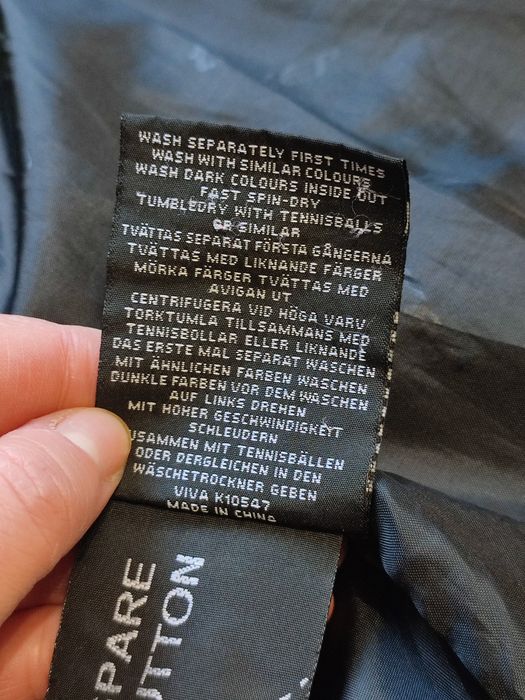 WASH SEPARATELY FIRST TIMES
WASH WITH SIMILAR COLOURS
WASH DARK COLOURS INSIDE OUT
FAST SPIN-DRY
TUMBLEDRY WITH TENNISBALLS
OR SIMILAR
TVÄTTAS SEPARAT FÖRSTA GÅNGERNA
TVÄTTAS MED LIKNANDE FÄRGER
MÖRKA FÄRGER TVÄTTAS MED
AVIGAN UT
CENTRIFUGERA VID HÖGA VARV
TORKTUMLA TILLSAMMANS MED
TENNISBOLLAR ELLER LIKNANDE
DAS ERSTE MAL SEPARAT WASCHEN
MIT ÄHNLICHEN FARBEN WASCHEN
DUNKLE FARBEN VOR DEM WASCHEN
AUF LINKS DREHEN
MIT HOHER GESCHWINDIGKEYT
SCHLEUDERN
USAMMEN MIT TENNISBÄLLEN
ODER DERGLEICHEN IN DEN
WÄSCHETROCKNER GEBEN
VIVA K10547
MADE IN CHINA
PARE
UTTON